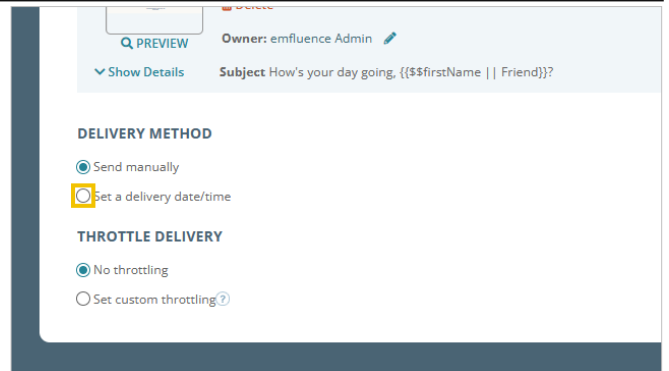 Delete
PREVIEW
Owner: emfluence Admin
Show Details
Subject How's your day going, {{$$firstName || Friend}}?
DELIVERY METHOD
Send manually
Set a delivery date/time
THROTTLE DELIVERY
No throttling
Set custom throttling ?